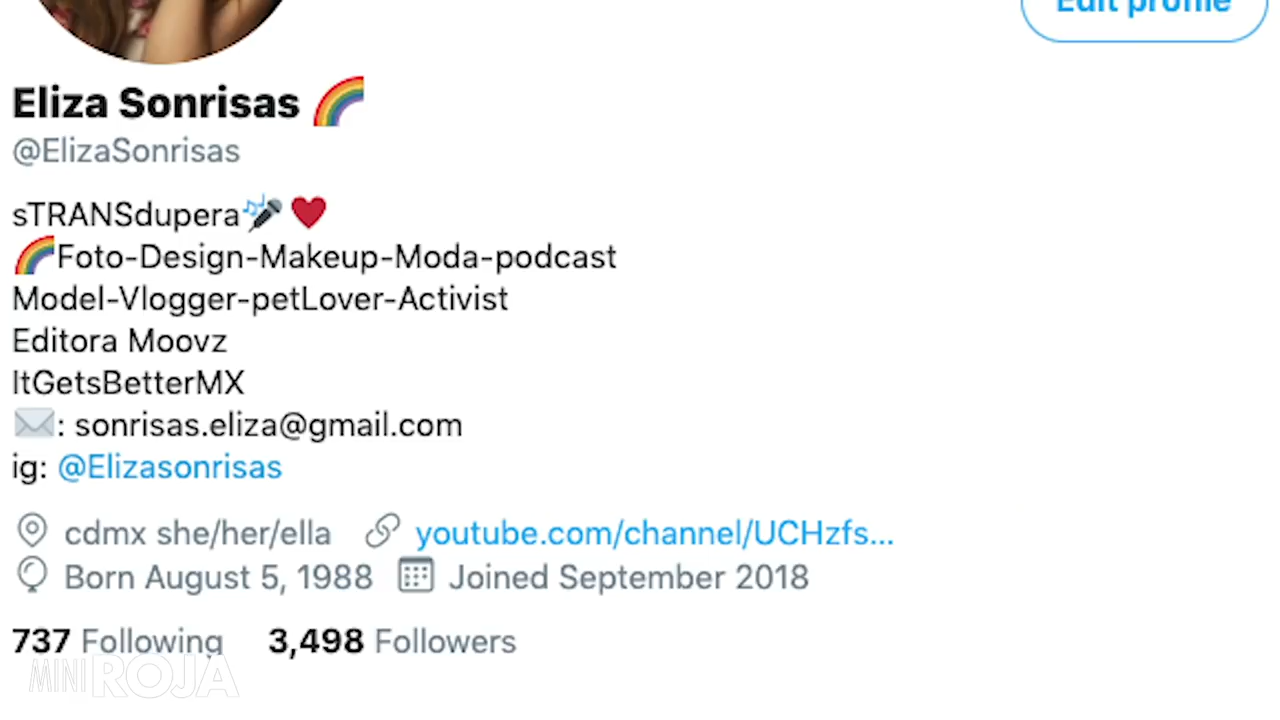 Edit profile
Eliza Sonrisas 🌈
@ElizaSonrisas
sTRANSdupera🎤❤️
🌈Foto-Design-Makeup-Moda-podcast
Model-Vlogger-petLover-Activist
Editora Moovz
ItGetsBetterMX
✉️: sonrisas.eliza@gmail.com
ig: @Elizasonrisas
cdmx she/her/ella youtube.com/channel/UCHzfs...
Born August 5, 1988 Joined September 2018
737 Following 3,498 Followers
MINI ROJA